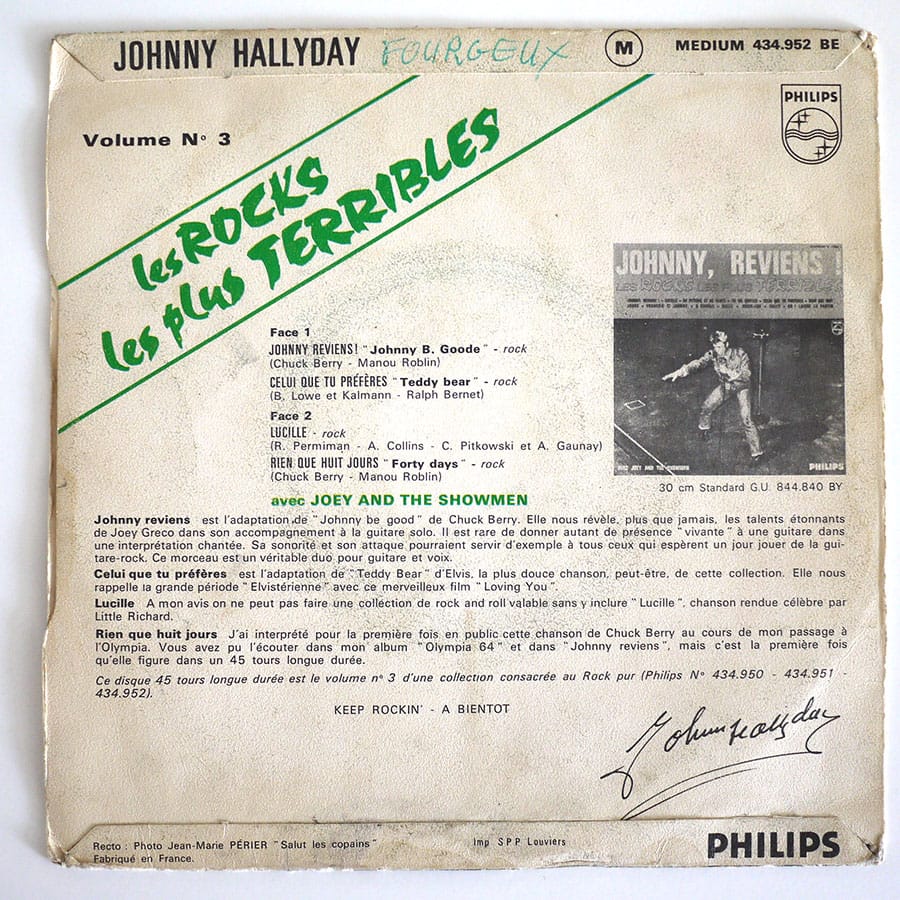 JOHNNY HALLYDAY FOURGEUX M MEDIUM 434.952 BE
PHILIPS
Volume N° 3
les ROCKS
les plus TERRIBLES
JOHNNY, REVIENS !
LES ROCKS LES PLUS TERRIBLES
Face 1
JOHNNY REVIENS! "Johnny B. Goode" - rock
(Chuck Berry - Manou Roblin)
CELUI QUE TU PRÉFÈRES "Teddy bear" - rock
(B. Lowe et Kalmann - Ralph Bernet)
Face 2
LUCILLE - rock
(R. Permiman - A. Collins - C. Pitkowski et A. Gaunay)
RIEN QUE HUIT JOURS "Forty days" - rock
(Chuck Berry - Manou Roblin)
AVEC JOEY AND THE SHOWMEN
PHILIPS
30 cm Standard G.U. 844.840 BY
avec JOEY AND THE SHOWMEN
Johnny reviens est l'adaptation de "Johnny be good" de Chuck Berry. Elle nous révèle, plus que jamais, les talents étonnants
de Joey Greco dans son accompagnement à la guitare solo. Il est rare de donner autant de présence "vivante" à une guitare dans
une interprétation chantée. Sa sonorité et son attaque pourraient servir d'exemple à tous ceux qui espèrent un jour jouer de la gui-
tare-rock. Ce morceau est un véritable duo pour guitare et voix.
Celui que tu préfères est l'adaptation de "Teddy Bear" d'Elvis, la plus douce chanson, peut-être, de cette collection. Elle nous
rappelle la grande période "Elvistérienne" avec ce merveilleux film "Loving You".
Lucille A mon avis on ne peut pas faire une collection de rock and roll valable sans y inclure "Lucille", chanson rendue célèbre par
Little Richard.
Rien que huit jours J'ai interprété pour la première fois en public cette chanson de Chuck Berry au cours de mon passage à
l'Olympia. Vous avez pu l'écouter dans mon album "Olympia 64" et dans "Johnny reviens", mais c'est la première fois
qu'elle figure dans un 45 tours longue durée.
Ce disque 45 tours longue durée est le volume n° 3 d'une collection consacrée au Rock pur (Philips N° 434.950 - 434.951 -
434.952).
KEEP ROCKIN' - A BIENTOT
Johnny Hallyday
Recto : Photo Jean-Marie PÉRIER "Salut les copains"
Imp SPP Louviers
PHILIPS
Fabriqué en France.